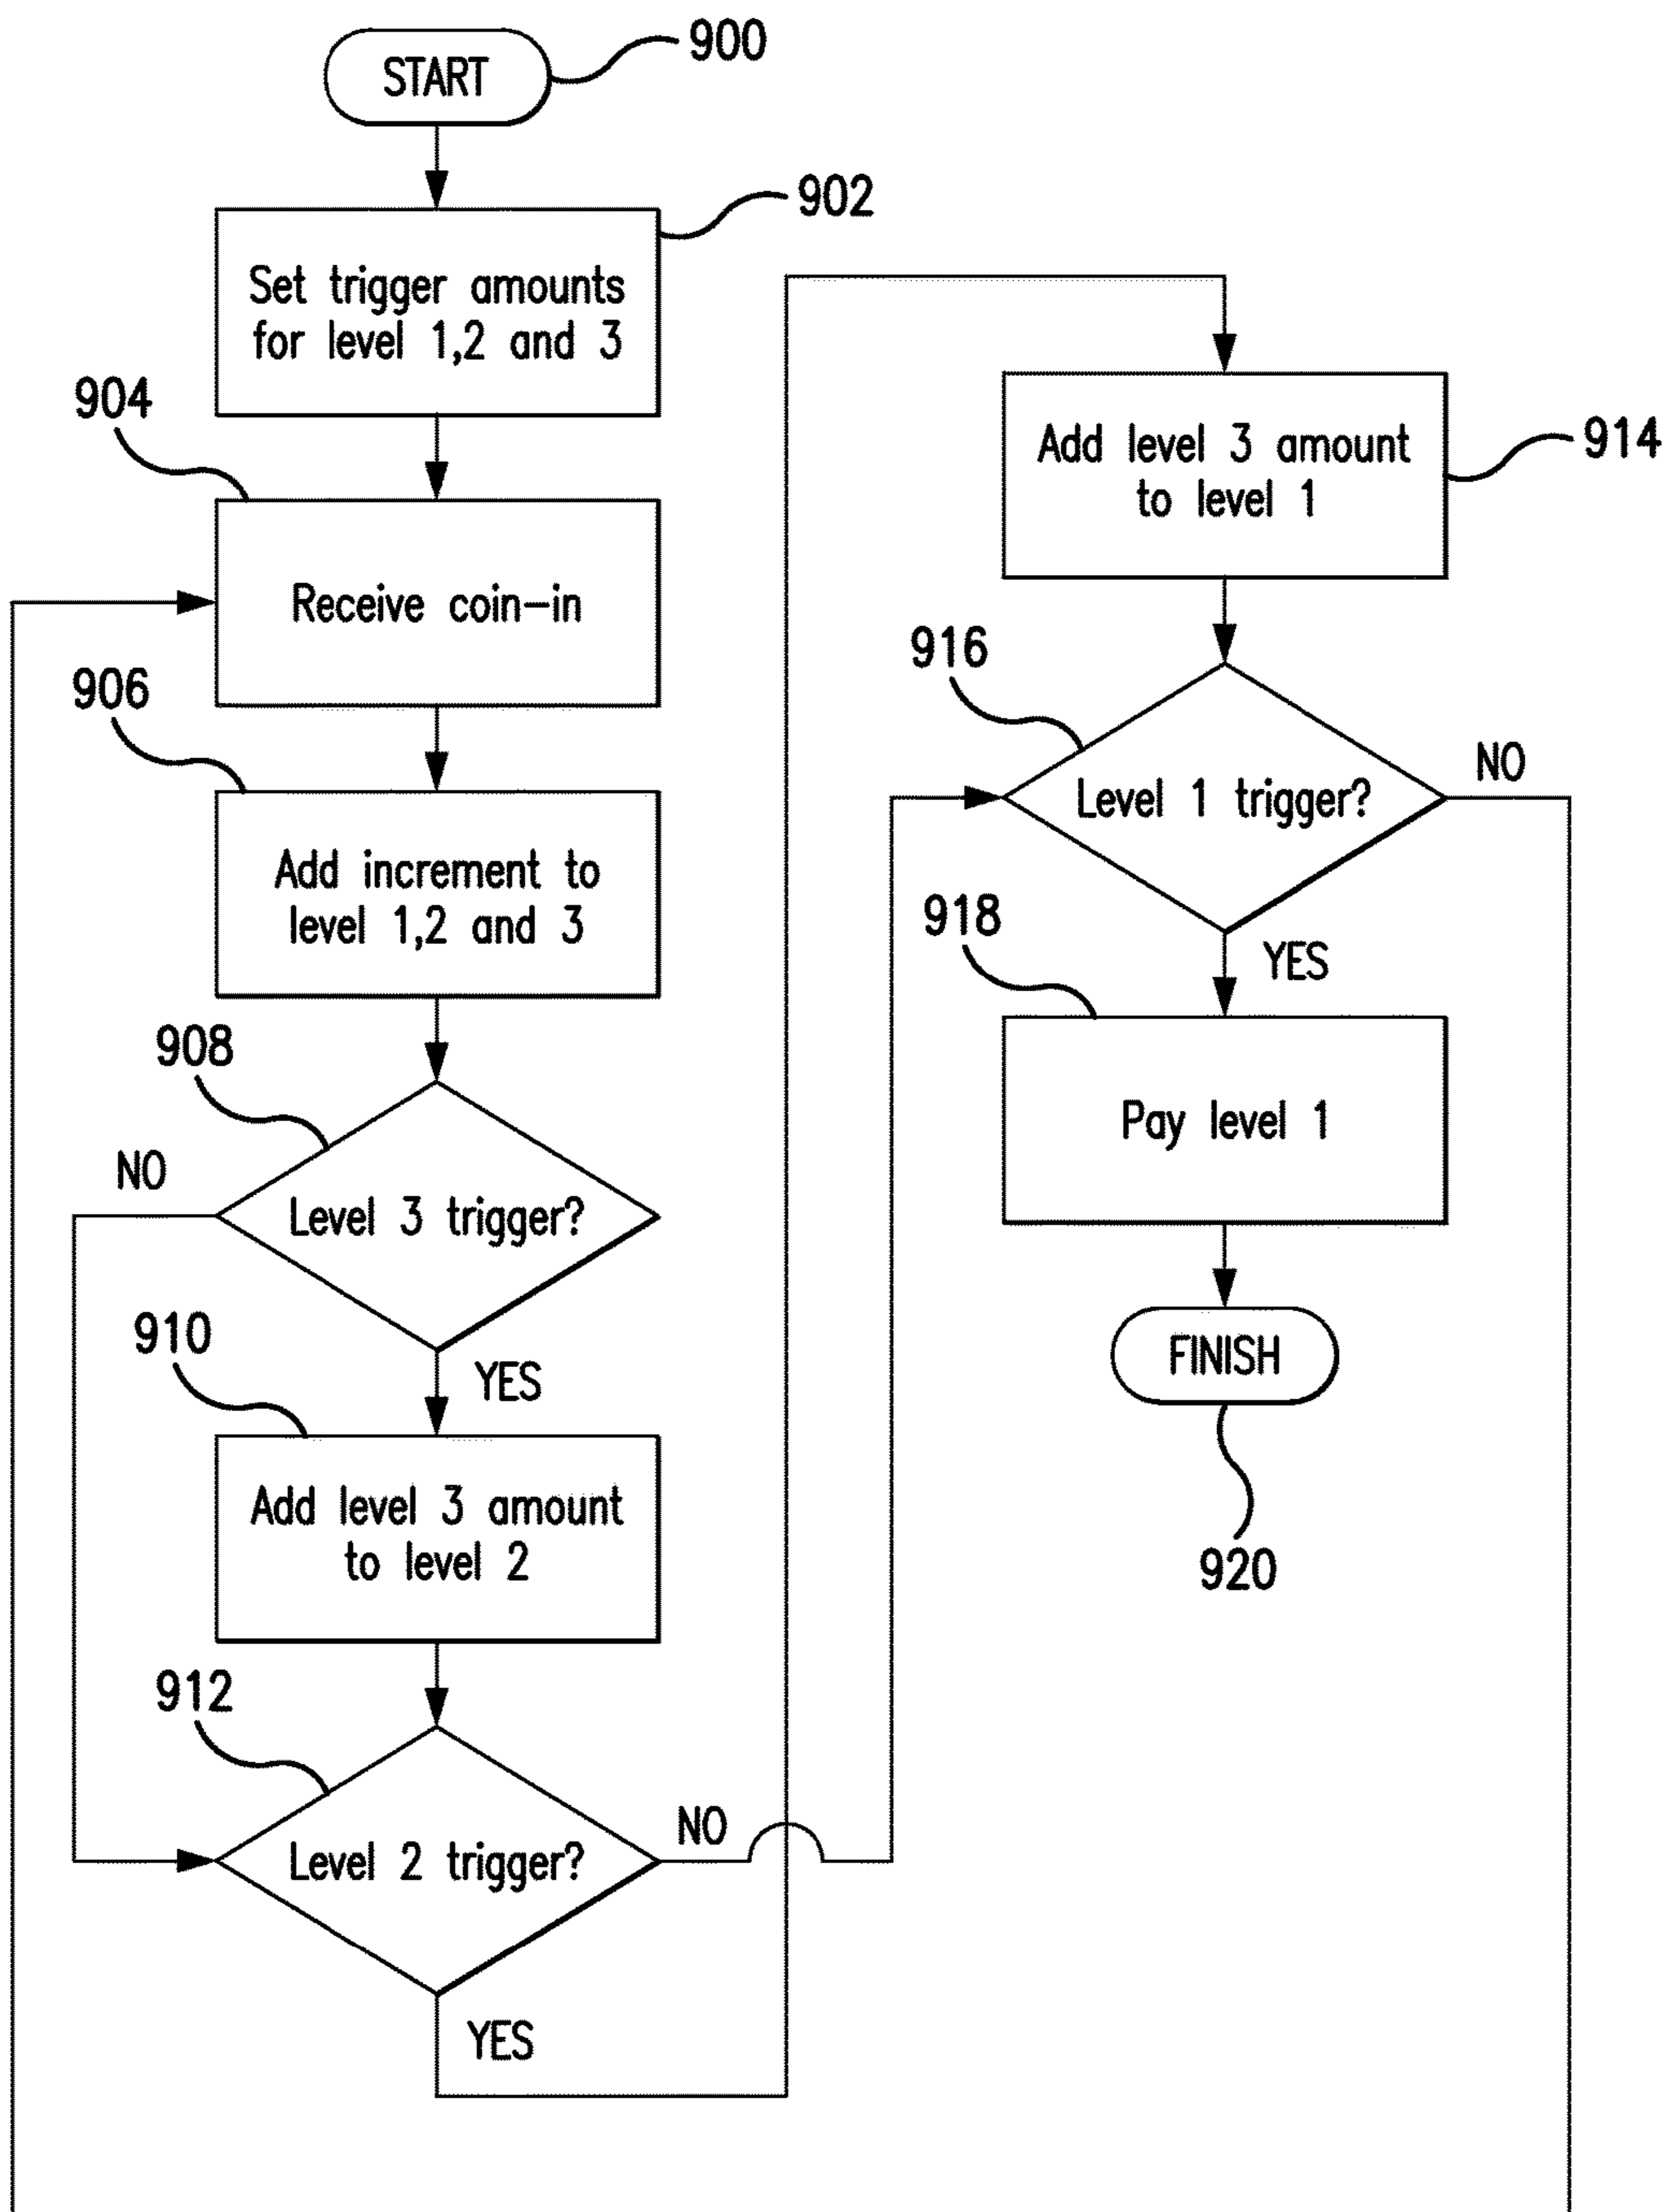 START
900
902
Set trigger amounts
for level 1,2 and 3
904
Receive coin-in
906
Add increment to
level 1,2 and 3
908
NO
Level 3 trigger?
910
YES
Add level 3 amount
to level 2
912
NO
Level 2 trigger?
YES
Add level 3 amount
to level 1
914
916
NO
Level 1 trigger?
918
YES
Pay level 1
FINISH
920